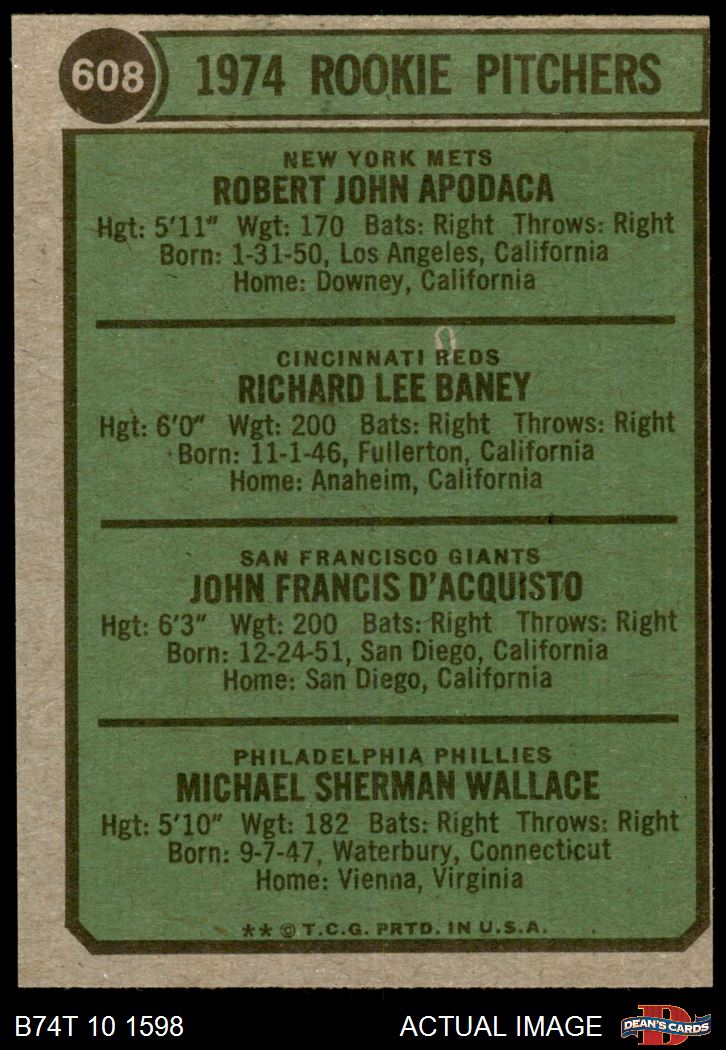 608
1974 ROOKIE PITCHERS
NEW YORK METS
ROBERT JOHN APODACA
Hgt: 5'11" Wgt: 170 Bats: Right Throws: Right
Born: 1-31-50, Los Angeles, California
Home: Downey, California
CINCINNATI REDS
RICHARD LEE BANEY
Hgt: 6'0" Wgt: 200 Bats: Right Throws: Right
Born: 11-1-46, Fullerton, California
Home: Anaheim, California
SAN FRANCISCO GIANTS
JOHN FRANCIS D'ACQUISTO
Hgt: 6'3" Wgt: 200 Bats: Right Throws: Right
Born: 12-24-51, San Diego, California
Home: San Diego, California
PHILADELPHIA PHILLIES
MICHAEL SHERMAN WALLACE
Hgt: 5'10" Wgt: 182 Bats: Right Throws: Right
Born: 9-7-47, Waterbury, Connecticut
Home: Vienna, Virginia
** © T.C.G. PRTD. IN U.S.A.
B74T 10 1598 ACTUAL IMAGE
D
DEAN'S CARDS